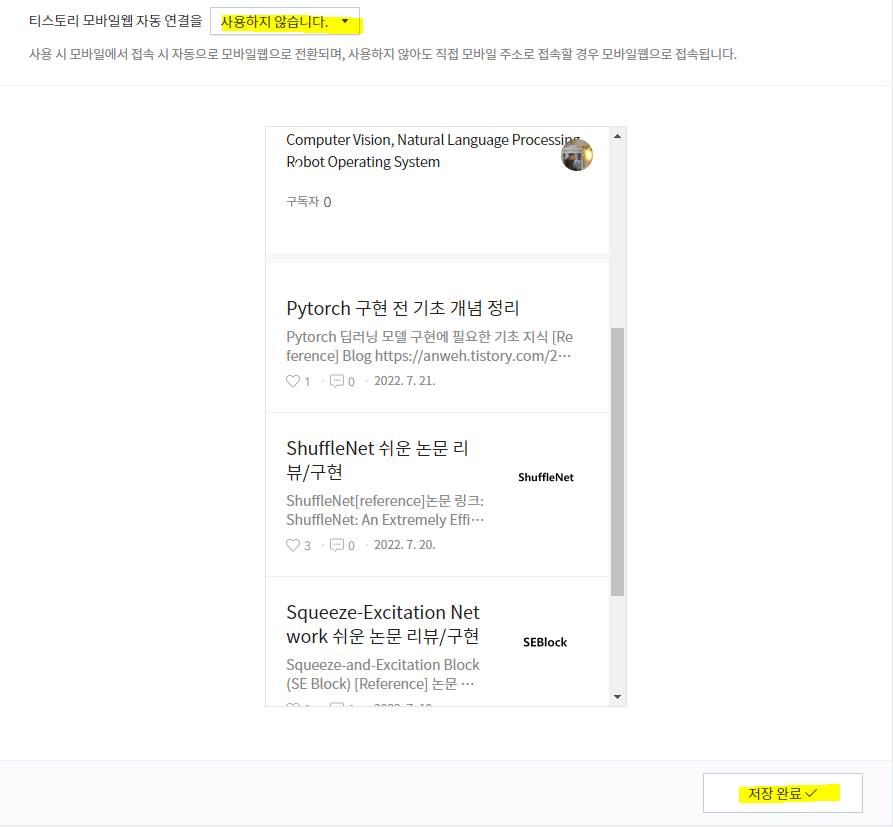 티스토리 모바일웹 자동 연결을 사용하지 않습니다.
사용 시 모바일에서 접속 시 자동으로 모바일웹으로 전환되며, 사용하지 않아도 직접 모바일 주소로 접속할 경우 모바일웹으로 접속됩니다.
Computer Vision, Natural Language Processing,
Robot Operating System
구독자 0
Pytorch 구현 전 기초 개념 정리
Pytorch 딥러닝 모델 구현에 필요한 기초 지식 [Re
ference] Blog https://anweh.tistory.com/2…
1 · 0 · 2022. 7. 21.
ShuffleNet 쉬운 논문 리
뷰/구현
ShuffleNet
ShuffleNet[reference]논문 링크:
ShuffleNet: An Extremely Effi…
3 · 0 · 2022. 7. 20.
Squeeze-Excitation Net
work 쉬운 논문 리뷰/구현
SEBlock
Squeeze-and-Excitation Block
(SE Block) [Reference] 논문 …
저장 완료